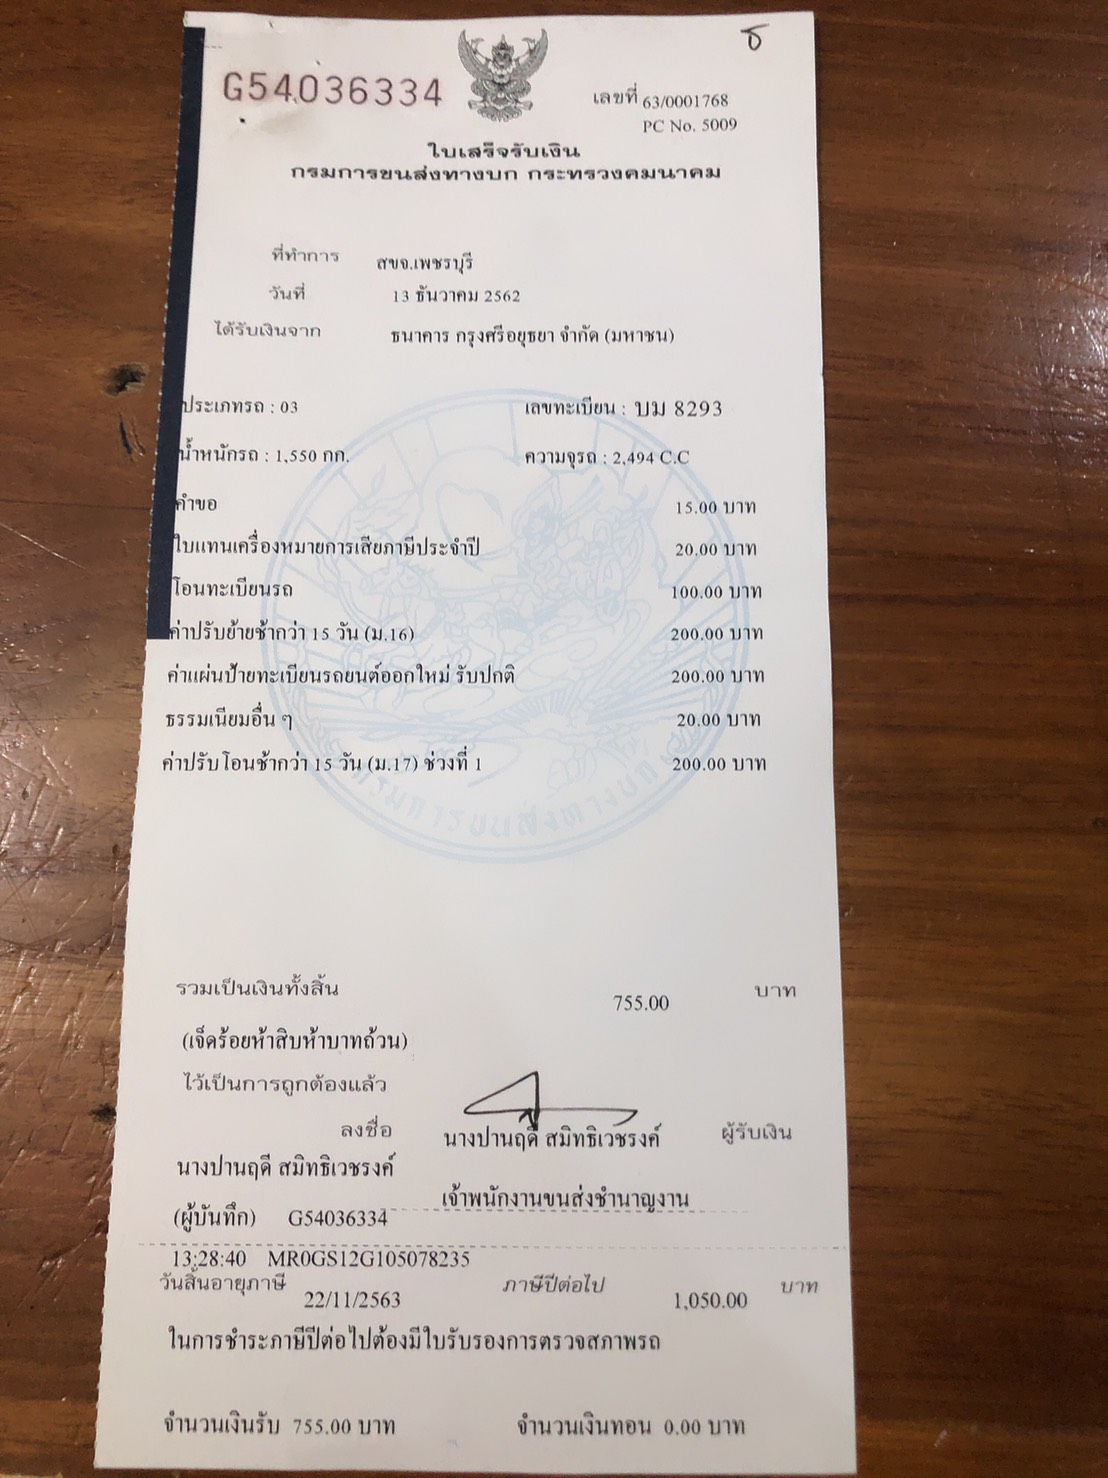 ธ
G54036334
เลขที่ 63/0001768
PC No. 5009
ใบเสร็จรับเงิน
กรมการขนส่งทางบก กระทรวงคมนาคม
ที่ทำการ สขจ.เพชรบุรี
วันที่ 13 ธันวาคม 2562
ได้รับเงินจาก ธนาคาร กรุงศรีอยุธยา จำกัด (มหาชน)
ประเภทรถ : 03 เลขทะเบียน : บม 8293
น้ำหนักรถ : 1,550 กก. ความจุรถ : 2,494 C.C
คำขอ 15.00 บาท
ใบแทนเครื่องหมายการเสียภาษีประจำปี 20.00 บาท
โอนทะเบียนรถ 100.00 บาท
ค่าปรับย้ายช้ากว่า 15 วัน (ม.16) 200.00 บาท
ค่าแผ่นป้ายทะเบียนรถยนต์ออกใหม่ รับปกติ 200.00 บาท
ธรรมเนียมอื่น ๆ 20.00 บาท
ค่าปรับโอนช้ากว่า 15 วัน (ม.17) ช่วงที่ 1 200.00 บาท
กรมการขนส่งทางบก
รวมเป็นเงินทั้งสิ้น 755.00 บาท
(เจ็ดร้อยห้าสิบห้าบาทถ้วน)
ไว้เป็นการถูกต้องแล้ว
ลงชื่อ นางปานฤดี สมิทธิเวชรงค์ ผู้รับเงิน
นางปานฤดี สมิทธิเวชรงค์
เจ้าพนักงานขนส่งชำนาญงาน
(ผู้บันทึก) G54036334
13:28:40 MR0GS12G105078235
วันสิ้นอายุภาษี 22/11/2563 ภาษีปีต่อไป 1,050.00 บาท
ในการชำระภาษีปีต่อไปต้องมีใบรับรองการตรวจสภาพรถ
จำนวนเงินรับ 755.00 บาท จำนวนเงินทอน 0.00 บาท